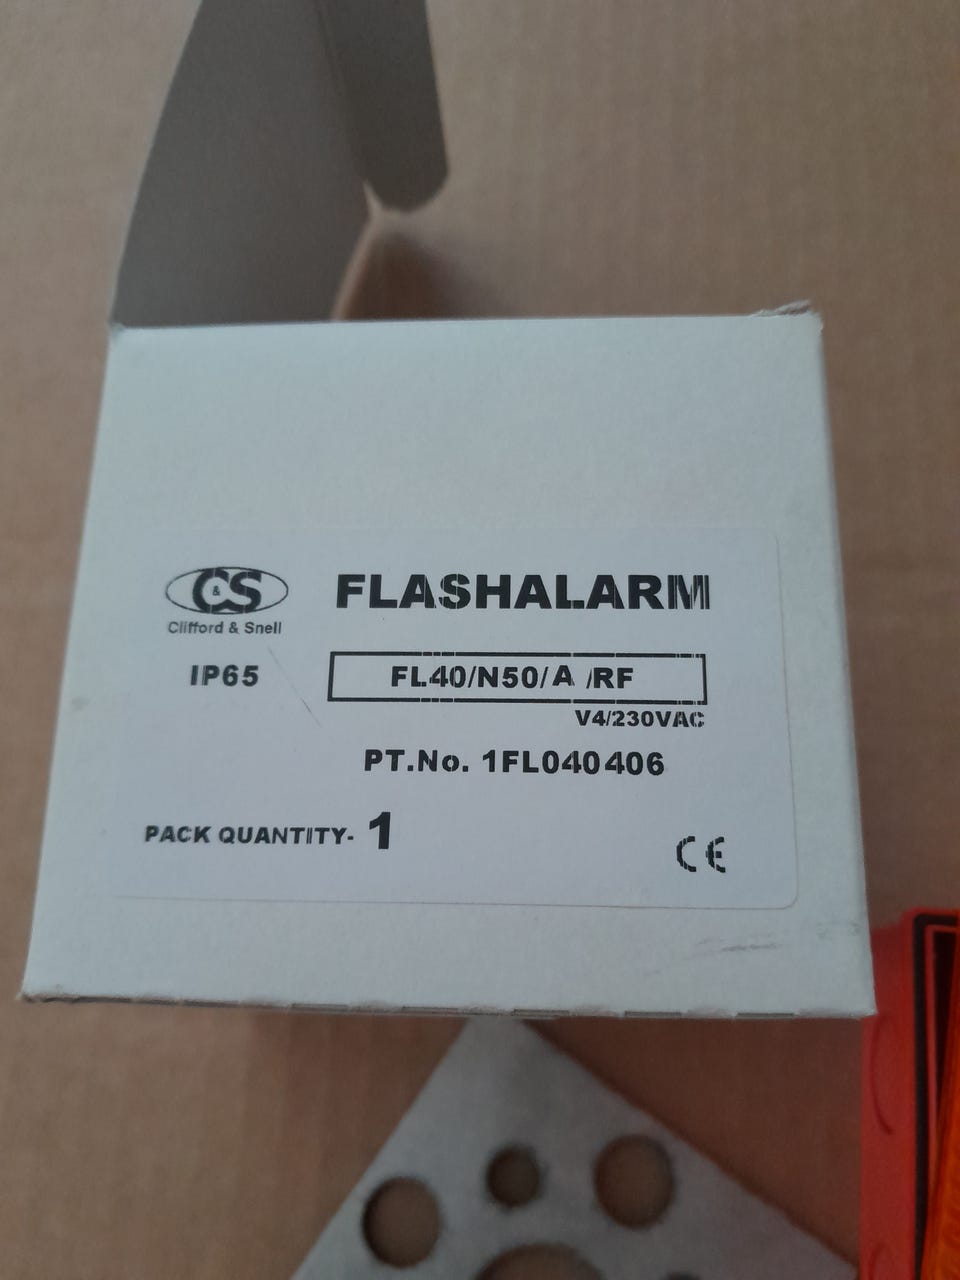 C&S
Clifford & Snell
FLASHALARM
IP65
FL40/N50/A /RF
V4/230VAC
PT.No. 1FL040406
PACK QUANTITY- 1
CE